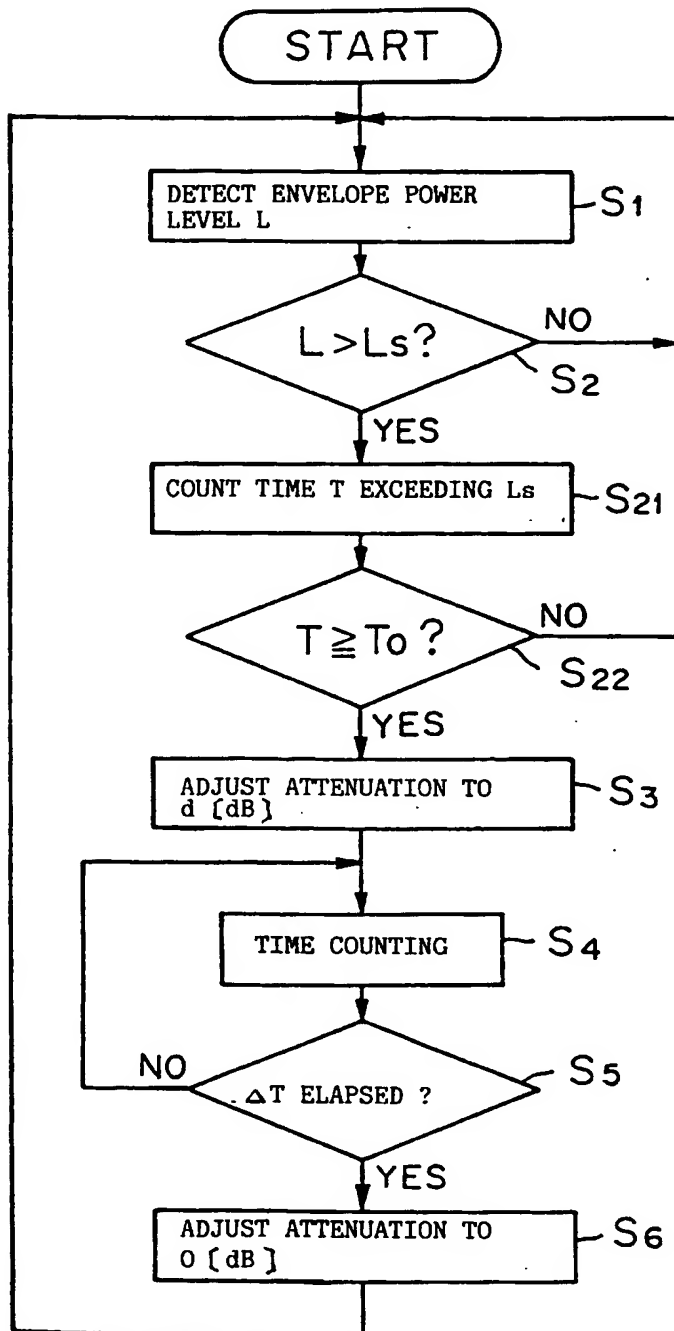 START
DETECT ENVELOPE POWER
LEVEL L
S1
L>Ls?
NO
S2
YES
COUNT TIME T EXCEEDING Ls
S21
T≧To?
NO
S22
YES
ADJUST ATTENUATION TO
d [dB]
S3
TIME COUNTING
S4
NO
ΔT ELAPSED ?
S5
YES
ADJUST ATTENUATION TO
0 [dB]
S6